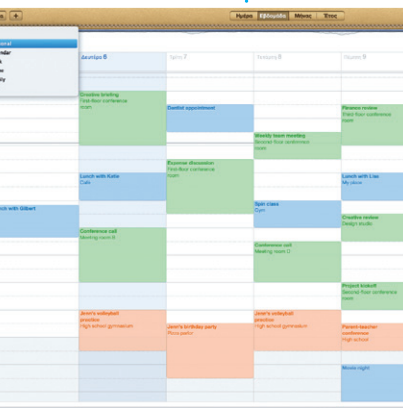 Ημέρα Εβδομάδα Μήνας Έτος
Δευτέρα 6
Τρίτη 7
Τετάρτη 8
Πέμπτη 9
Creative briefing
First-floor conference
room
Dentist appointment
Finance review
Third-floor conference
room
Weekly team meeting
Second-floor conference
room
Lunch with Katie
Cafe
Expense discussion
First-floor conference
room
Lunch with Lisa
My place
ch with Gilbert
Spin class
Gym
Creative review
Design studio
Conference call
Meeting room
Conference call
Meeting room D
Project kickoff
Second-floor conference
room
Jenn's volleyball
practice
High school gymnasium
Jenn's birthday party
Pizza parlor
Jenn's volleyball
practice
High school gymnasium
Parent-teacher
conference
High school
Movie night